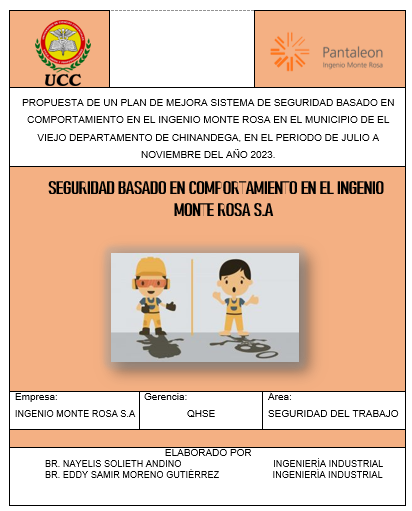 UCC
Pantaleon
Ingenio Monte Rosa
PROPUESTA DE UN PLAN DE MEJORA SISTEMA DE SEGURIDAD BASADO EN
COMPORTAMIENTO EN EL INGENIO MONTE ROSA EN EL MUNICIPIO DE EL
VIEJO DEPARTAMENTO DE CHINANDEGA, EN EL PERIODO DE JULIO A
NOVIEMBRE DEL AÑO 2023.
SEGURIDAD BASADO EN COMPORTAMIENTO EN EL INGENIO
MONTE ROSA S.A
Empresa: Gerencia: Area:
INGENIO MONTE ROSA S.A QHSE SEGURIDAD DEL TRABAJO
ELABORADO POR
BR. NAYELIS SOLIETH ANDINO INGENIERÍA INDUSTRIAL
BR. EDDY SAMIR MORENO GUTIÉRREZ INGENIERÍA INDUSTRIAL